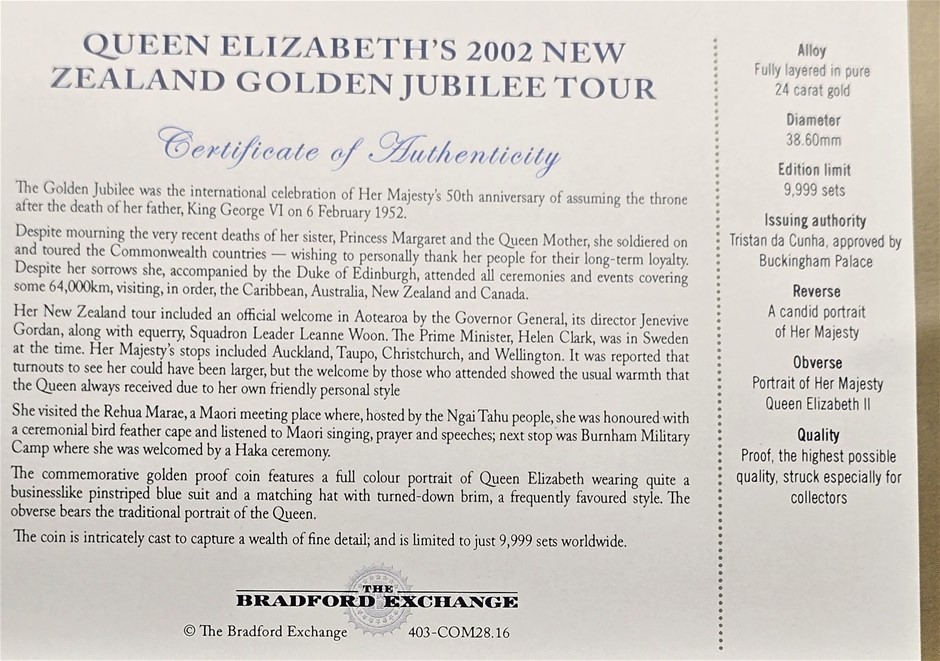 QUEEN ELIZABETH'S 2002 NEW
ZEALAND GOLDEN JUBILEE TOUR
Certificate of Authenticity
The Golden Jubilee was the international celebration of Her Majesty's 50th anniversary of assuming the throne
after the death of her father, King George VI on 6 February 1952.
Despite mourning the very recent deaths of her sister, Princess Margaret and the Queen Mother, she soldiered on
and toured the Commonwealth countries — wishing to personally thank her people for their long-term loyalty.
Despite her sorrows she, accompanied by the Duke of Edinburgh, attended all ceremonies and events covering
some 64,000km, visiting, in order, the Caribbean, Australia, New Zealand and Canada.
Her New Zealand tour included an official welcome in Aotearoa by the Governor General, its director Jenevive
Gordan, along with equerry, Squadron Leader Leanne Woon. The Prime Minister, Helen Clark, was in Sweden
at the time. Her Majesty's stops included Auckland, Taupo, Christchurch, and Wellington. It was reported that
turnouts to see her could have been larger, but the welcome by those who attended showed the usual warmth that
the Queen always received due to her own friendly personal style
She visited the Rehua Marae, a Maori meeting place where, hosted by the Ngai Tahu people, she was honoured with
a ceremonial bird feather cape and listened to Maori singing, prayer and speeches; next stop was Burnham Military
Camp where she was welcomed by a Haka ceremony.
The commemorative golden proof coin features a full colour portrait of Queen Elizabeth wearing quite a
businesslike pinstriped blue suit and a matching hat with turned-down brim, a frequently favoured style. The
obverse bears the traditional portrait of the Queen.
The coin is intricately cast to capture a wealth of fine detail; and is limited to just 9,999 sets worldwide.
THE
BRADFORD EXCHANGE
© The Bradford Exchange 403-COM28.16
Alloy
Fully layered in pure
24 carat gold
Diameter
38.60mm
Edition limit
9,999 sets
Issuing authority
Tristan da Cunha, approved by
Buckingham Palace
Reverse
A candid portrait
of Her Majesty
Obverse
Portrait of Her Majesty
Queen Elizabeth II
Quality
Proof, the highest possible
quality, struck especially for
collectors